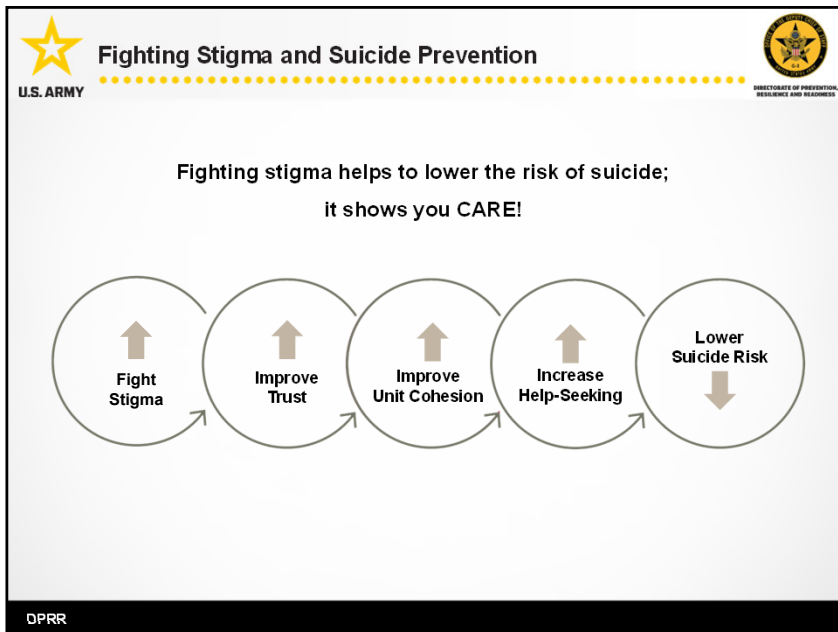 Fighting Stigma and Suicide Prevention
U.S. ARMY
DIRECTORATE OF PREVENTION,
RESILIENCE AND READINESS
Fighting stigma helps to lower the risk of suicide;
it shows you CARE!
Fight
Stigma
Improve
Trust
Improve
Unit Cohesion
Increase
Help-Seeking
Lower
Suicide Risk
DPRR